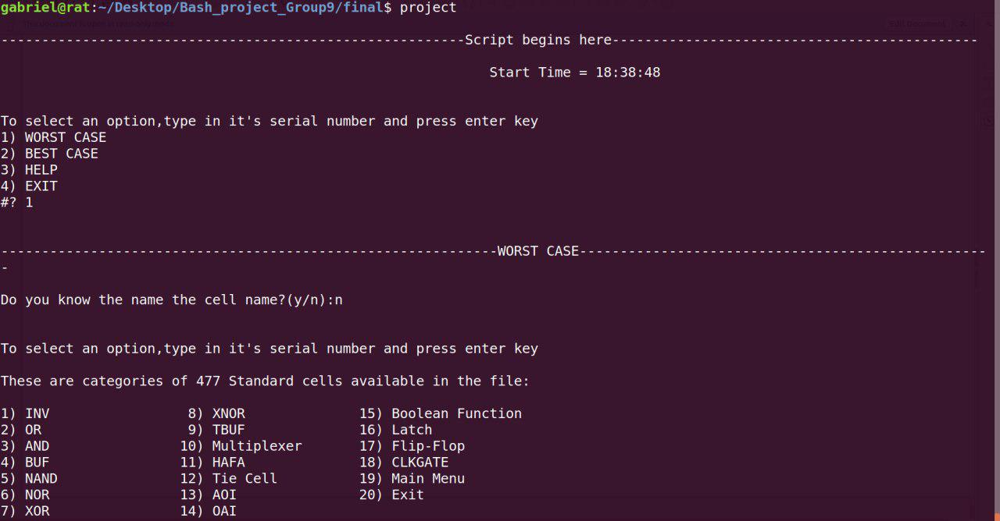 gabriel@rat:~/Desktop/Bash_project_Group9/final$ project
---------------------------------------------------------Script begins here---------------------------------------------
Start Time = 18:38:48
To select an option,type in it's serial number and press enter key
1) WORST CASE
2) BEST CASE
3) HELP
4) EXIT
#? 1
-------------------------------------------------------------WORST CASE--------------------------------------------------
-
Do you know the name the cell name?(y/n):n
To select an option,type in it's serial number and press enter key
These are categories of 477 Standard cells available in the file:
1) INV 8) XNOR 15) Boolean Function
2) OR 9) TBUF 16) Latch
3) AND 10) Multiplexer 17) Flip-Flop
4) BUF 11) HAFA 18) CLKGATE
5) NAND 12) Tie Cell 19) Main Menu
6) NOR 13) AOI 20) Exit
7) XOR 14) OAI